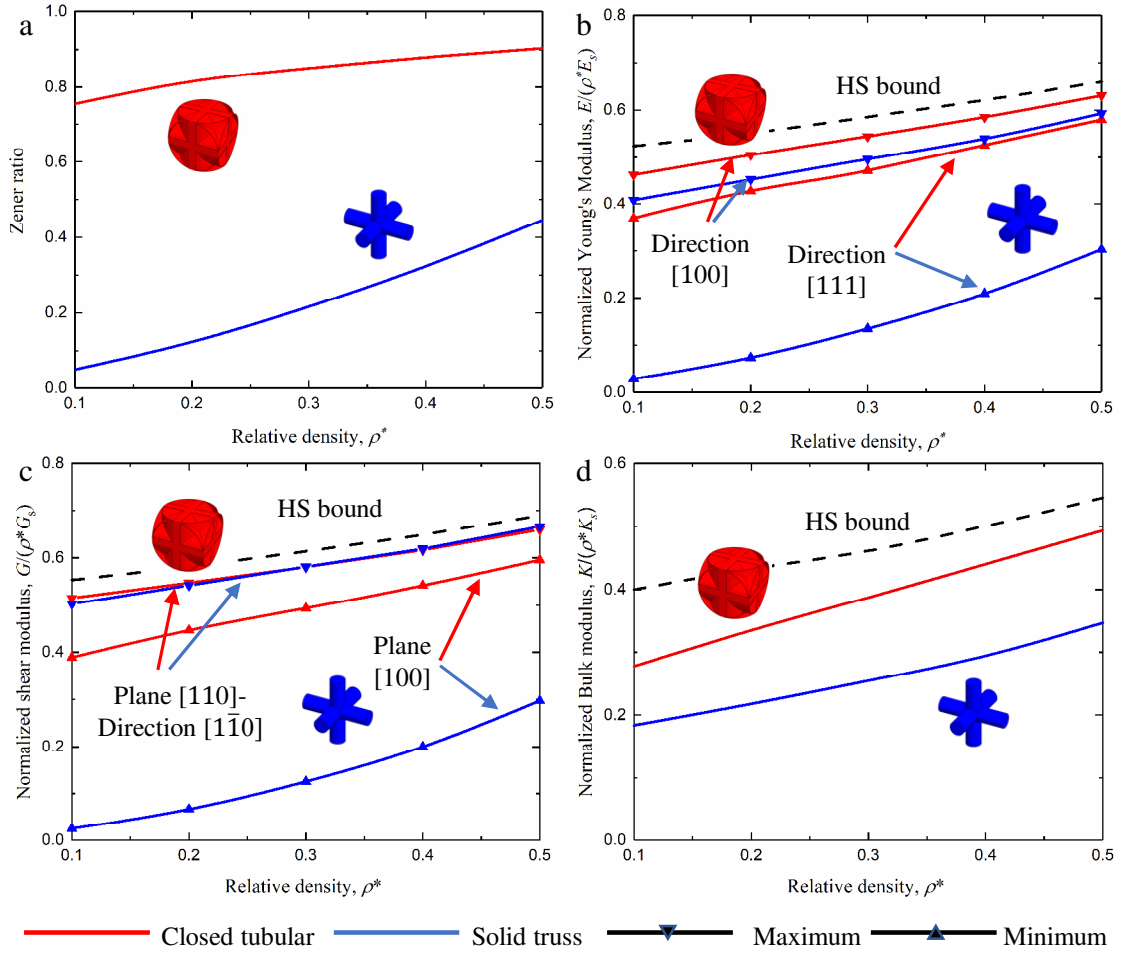 a
Zener ratio
1.0
0.8
0.6
0.4
0.2
0.0
0.1
0.2
0.3
0.4
0.5
Relative density, ρ*
b
Normalized Young's Modulus, E/(ρ*Eₛ)
0.8
0.6
0.4
0.2
0.0
HS bound
Direction
[100]
Direction
[111]
0.1
0.2
0.3
0.4
0.5
Relative density, ρ*
c
Normalized shear modulus, G/(ρ*Gₛ)
0.8
0.6
0.4
0.2
0.0
HS bound
Plane [110]-
Direction [11̄0]
Plane
[100]
0.1
0.2
0.3
0.4
0.5
Relative density, ρ*
d
Normalized Bulk modulus, K/(ρ*Kₛ)
0.6
0.4
0.2
0.0
HS bound
0.1
0.2
0.3
0.4
0.5
Relative density, ρ*
Closed tubular
Solid truss
Maximum
Minimum